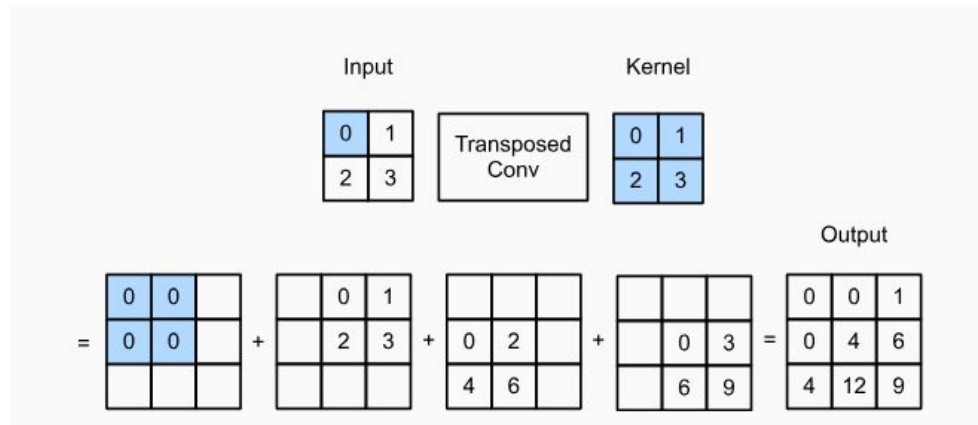 Input Kernel
0 1 Transposed 0 1
2 3 Conv 2 3
Output
0 0 0 1 0 0 1
= 0 0 + 2 3 + 0 2 + 0 3 = 0 4 6
4 6 6 9 4 12 9